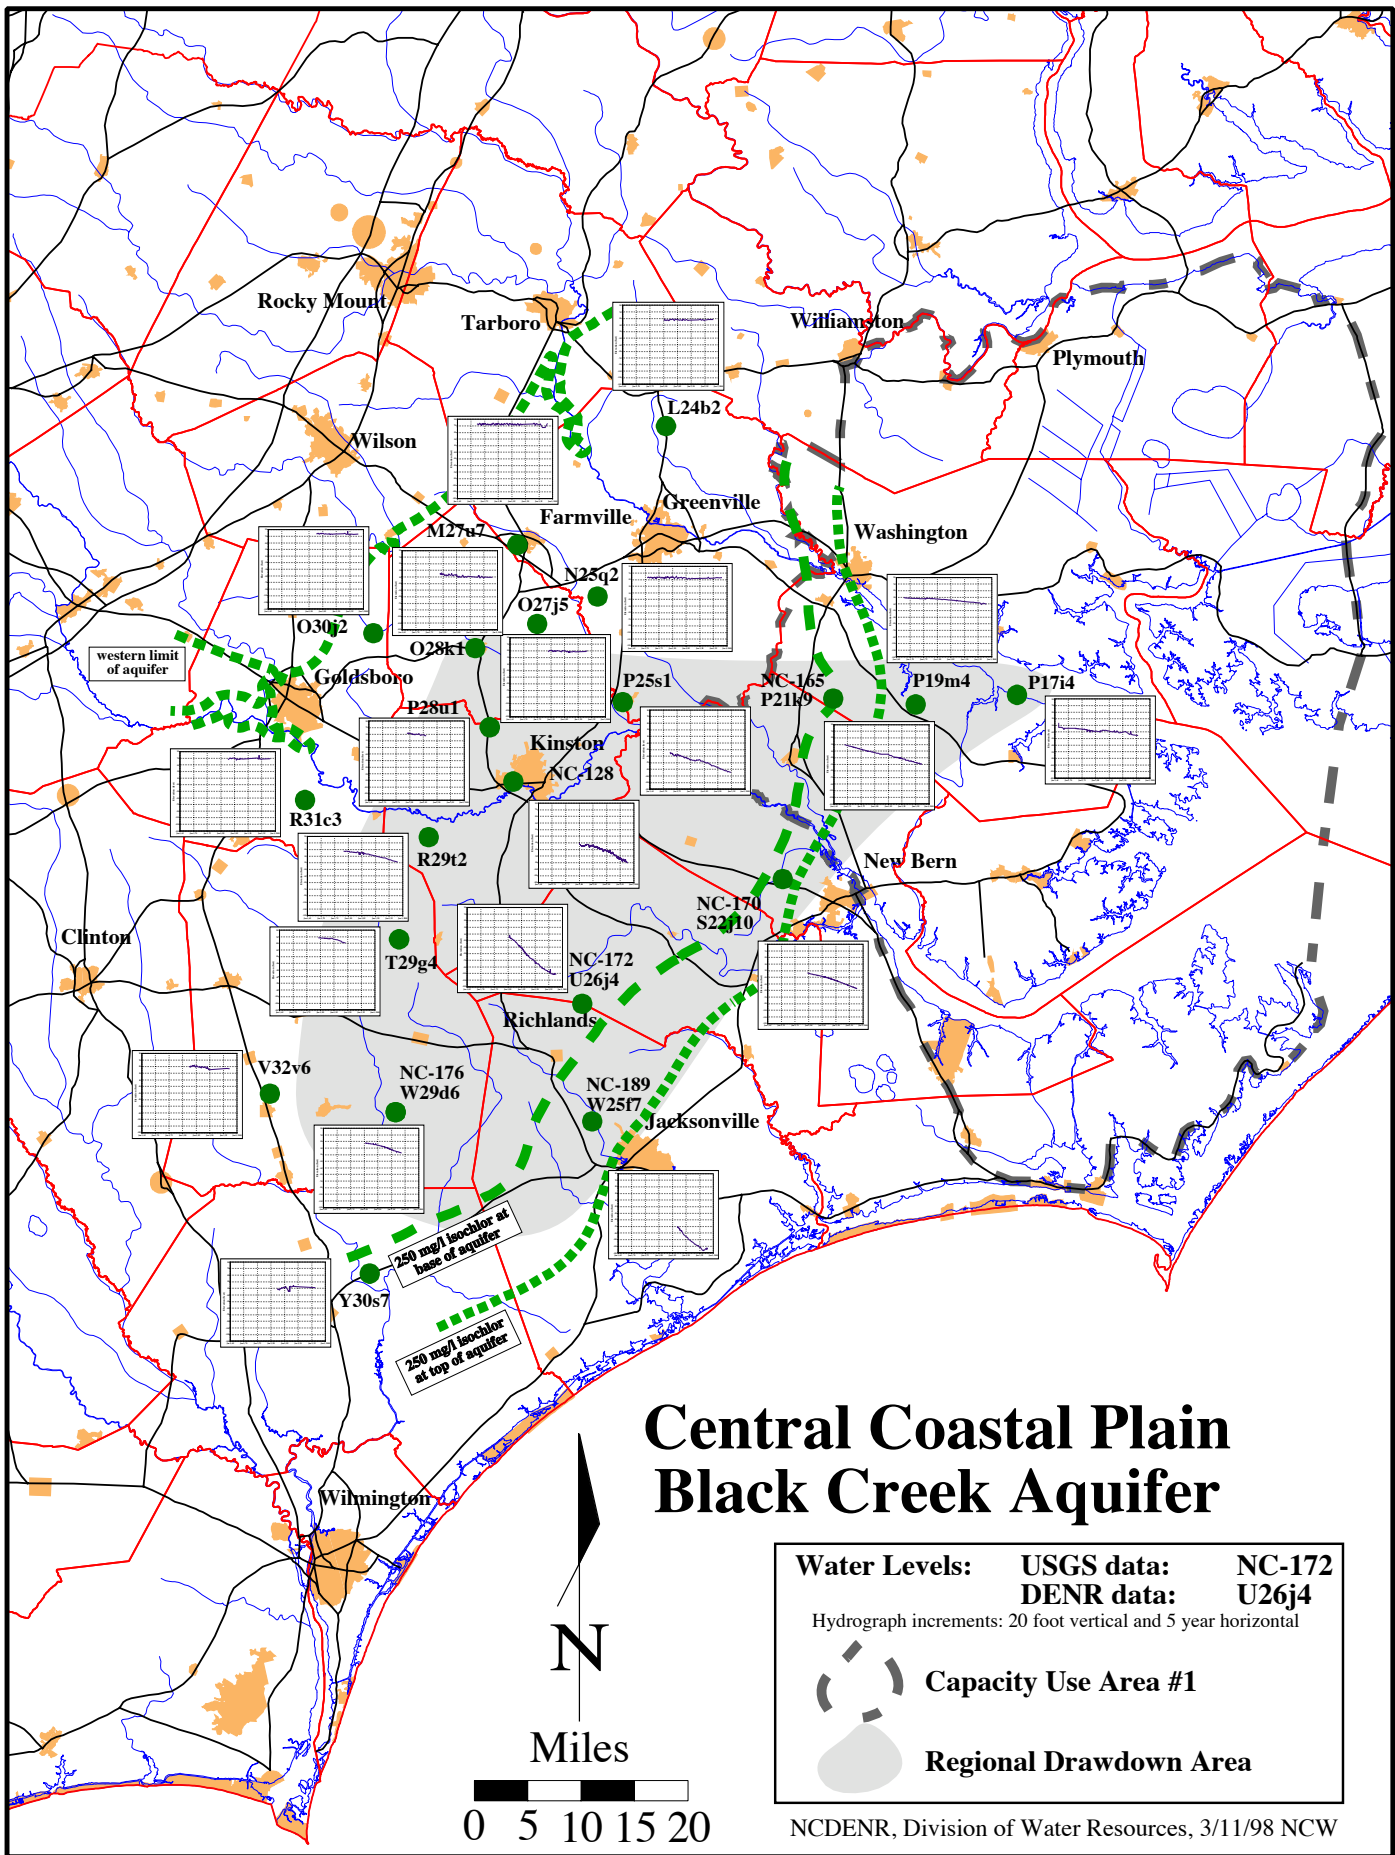 Rocky Mount
Tarboro
Williamston
Plymouth
L24b2
Wilson
Greenville
Farmville
M27u7
Washington
N25q2
O27j5
O30j2
O28k1
western limit
of aquifer
Goldsboro
P25s1
NC-165
P21k9
P19m4
P17i4
P28u1
Kinston
NC-128
R31c3
R29t2
New Bern
NC-170
S22j10
Clinton
T29g4
NC-172
U26j4
Richlands
V32v6
NC-176
W29d6
NC-189
W25f7
Jacksonville
250 mg/l isochlor at
base of aquifer
Y30s7
250 mg/l isochlor
at top of aquifer
Wilmington
Central Coastal Plain
Black Creek Aquifer
N
Miles
0 5 10 15 20
Water Levels: USGS data: NC-172
DENR data: U26j4
Hydrograph increments: 20 foot vertical and 5 year horizontal
Capacity Use Area #1
Regional Drawdown Area
NCDENR, Division of Water Resources, 3/11/98 NCW